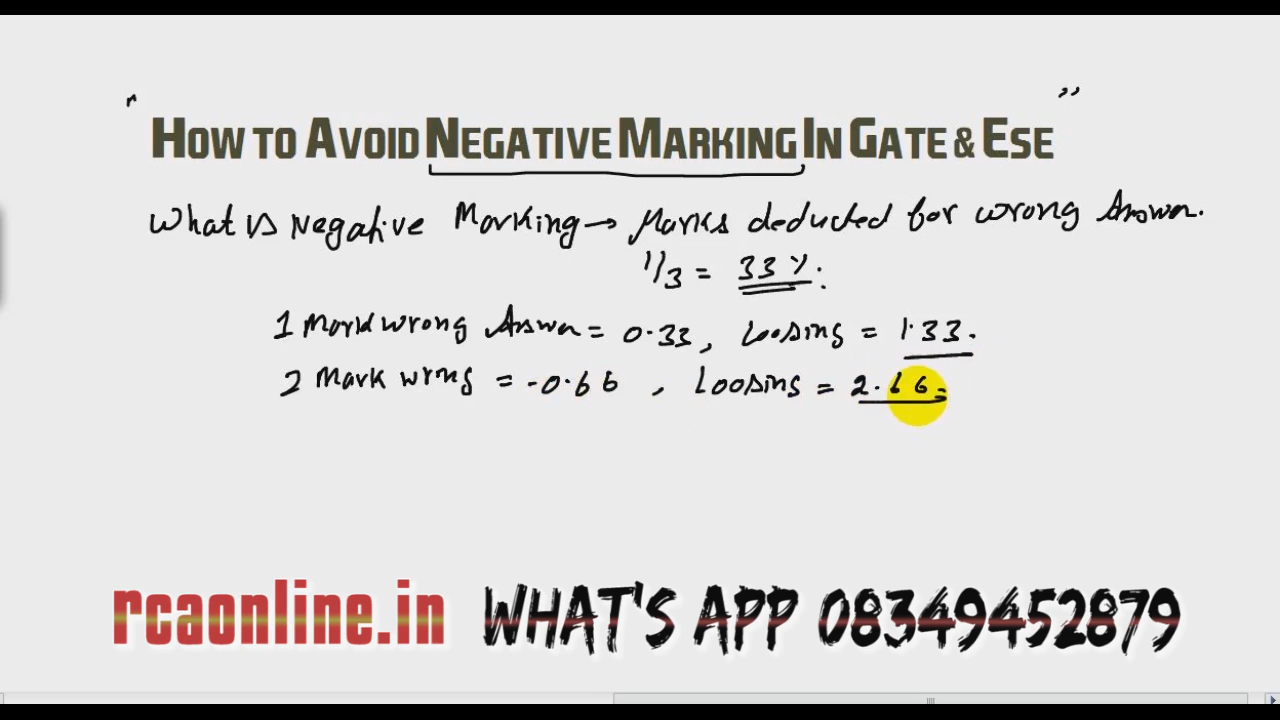 " HOW TO AVOID NEGATIVE MARKING IN GATE & ESE "
What is Negative Marking → Marks deducted for wrong Answer.
1/3 = 33 %.
1 Mark wrong Answer = 0.33, Loosing = 1.33.
2 Mark wrong = -0.66, Loosing = 2.66
rcaonline.in WHAT'S APP 08349452879